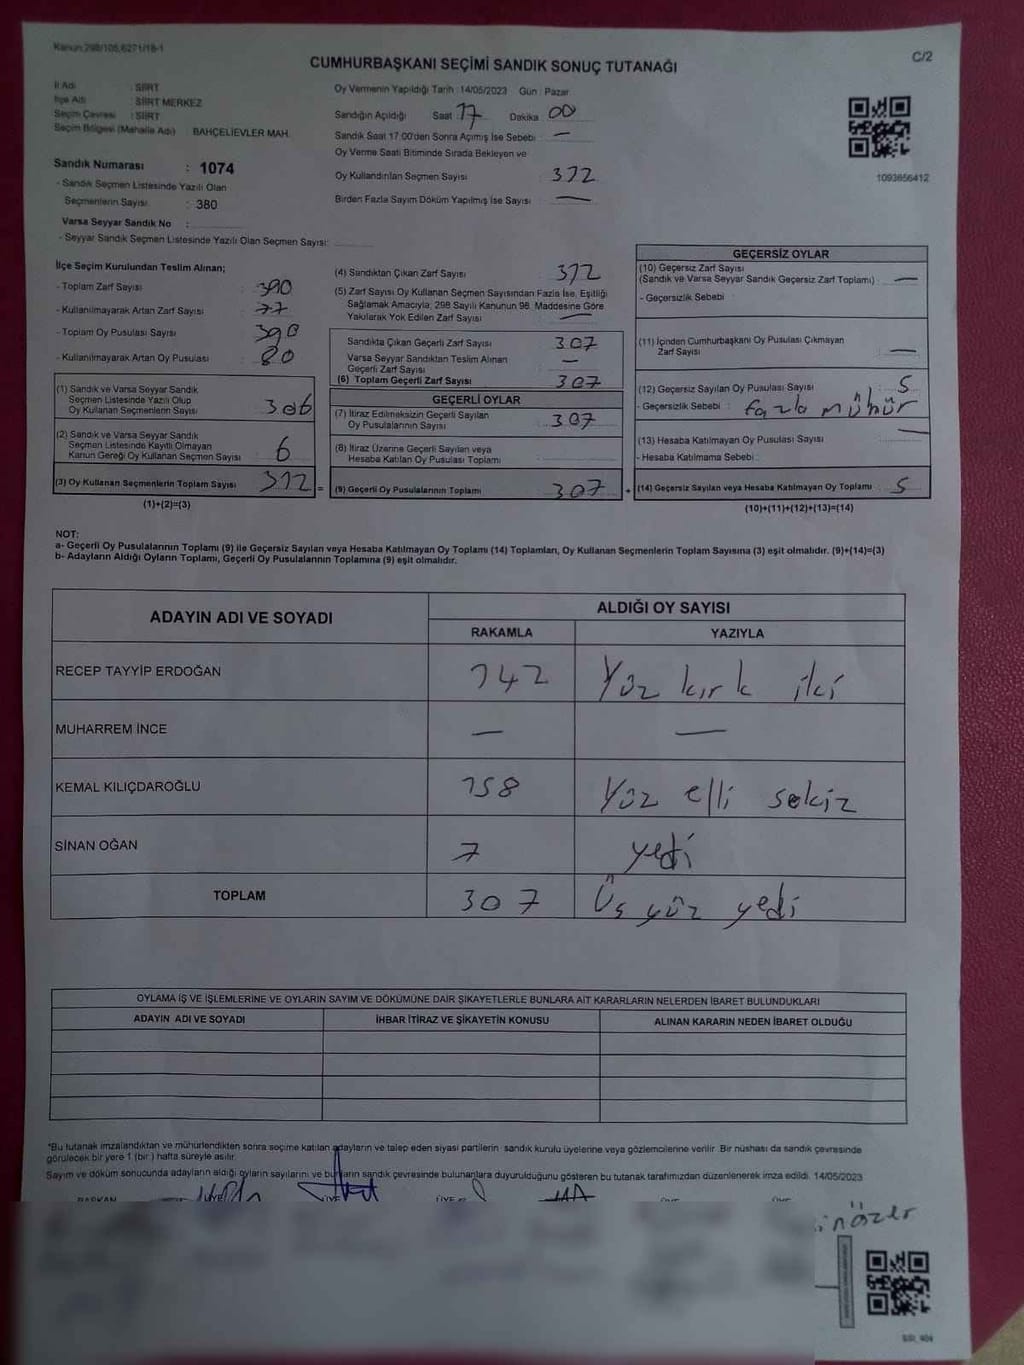 Kanun:298/105,6271/18-1
C/2
CUMHURBAŞKANI SEÇİMİ SANDIK SONUÇ TUTANAĞI
İl Adı : SİİRT
İlçe Adı : SİİRT MERKEZ
Seçim Çevresi : SİİRT
Seçim Bölgesi (Mahalle Adı) BAHÇELİEVLER MAH.
Sandık Numarası : 1074
- Sandık Seçmen Listesinde Yazılı Olan
Seçmenlerin Sayısı : 380
Varsa Seyyar Sandık No :
- Seyyar Sandık Seçmen Listesinde Yazılı Olan Seçmen Sayısı:
Oy Vermenin Yapıldığı Tarih : 14/05/2023 Gün : Pazar
Sandığın Açıldığı Saat : 17 Dakika : 00
Sandık Saat 17:00'den Sonra Açmış İse Sebebi : —
Oy Verme Saati Bitiminde Sırada Bekleyen ve
Oy Kullandırılan Seçmen Sayısı 312
Birden Fazla Sayım Döküm Yapılmış İse Sayısı —
1093656412
İlçe Seçim Kurulundan Teslim Alınan;
- Toplam Zarf Sayısı : 390
- Kullanılmayarak Artan Zarf Sayısı : 77
- Toplam Oy Pusulası Sayısı : 390
- Kullanılmayarak Artan Oy Pusulası : 80
(1) Sandık ve Varsa Seyyar Sandık
Seçmen Listesinde Yazılı Olup
Oy Kullanan Seçmenlerin Sayısı 306
(2) Sandık ve Varsa Seyyar Sandık
Seçmen Listesinde Kayıtlı Olmayan
Kanun Gereği Oy Kullanan Seçmen Sayısı 6
(3) Oy Kullanan Seçmenlerin Toplam Sayısı 312 =
(1)+(2)=(3)
(4) Sandıktan Çıkan Zarf Sayısı 312
(5) Zarf Sayısı Oy Kullanan Seçmen Sayısından Fazla İse, Eşitliği
Sağlamak Amacıyla; 298 Sayılı Kanunun 98. Maddesine Göre
Yakılarak Yok Edilen Zarf Sayısı —
Sandıkta Çıkan Geçerli Zarf Sayısı 307
Varsa Seyyar Sandıktan Teslim Alınan
Geçerli Zarf Sayısı —
(6) Toplam Geçerli Zarf Sayısı 307
GEÇERLİ OYLAR
(7) İtiraz Edilmeksizin Geçerli Sayılan
Oy Pusulalarının Sayısı 307
(8) İtiraz Üzerine Geçerli Sayılan veya
Hesaba Katılan Oy Pusulası Toplamı
(9) Geçerli Oy Pusulalarının Toplamı 307 +
GEÇERSİZ OYLAR
(10) Geçersiz Zarf Sayısı
(Sandık ve Varsa Seyyar Sandık Geçersiz Zarf Toplamı) : —
- Geçersizlik Sebebi :
(11) İçinden Cumhurbaşkanı Oy Pusulası Çıkmayan
Zarf Sayısı —
(12) Geçersiz Sayılan Oy Pusulası Sayısı : 5
- Geçersizlik Sebebi : fazla mühür
(13) Hesaba Katılmayan Oy Pusulası Sayısı —
- Hesaba Katılmama Sebebi :
(14) Geçersiz Sayılan veya Hesaba Katılmayan Oy Toplamı : 5
(10)+(11)+(12)+(13)=(14)
NOT:
a- Geçerli Oy Pusulalarının Toplamı (9) ile Geçersiz Sayılan veya Hesaba Katılmayan Oy Toplamı (14) Toplamları, Oy Kullanan Seçmenlerin Toplam Sayısına (3) eşit olmalıdır. (9)+(14)=(3)
b- Adayların Aldığı Oyların Toplamı, Geçerli Oy Pusulalarının Toplamına (9) eşit olmalıdır.
ADAYIN ADI VE SOYADI
ALDIĞI OY SAYISI
RAKAMLA YAZIYLA
RECEP TAYYİP ERDOĞAN 142 Yüz kırk iki
MUHARREM İNCE — —
KEMAL KILIÇDAROĞLU 158 Yüz elli sekiz
SİNAN OĞAN 7 yedi
TOPLAM 307 Üç yüz yedi
OYLAMA İŞ VE İŞLEMLERİNE VE OYLARIN SAYIM VE DÖKÜMÜNE DAİR ŞİKAYETLERLE BUNLARA AİT KARARLARIN NELERDEN İBARET BULUNDUKLARI
ADAYIN ADI VE SOYADI İHBAR İTİRAZ VE ŞİKAYETİN KONUSU ALINAN KARARIN NEDEN İBARET OLDUĞU
*Bu tutanak imzalandıktan ve mühürlendikten sonra seçime katılan adayların ve talep eden siyasi partilerin sandık kurulu üyelerine veya gözlemcilerine verilir. Bir nüshası da sandık çevresinde
görülecek bir yere 1 (bir) hafta süreyle asılır.
Sayım ve döküm sonucunda adayların aldığı oyların sayılarını ve bunların sandık çevresinde bulunanlara duyurulduğunu gösteren bu tutanak tarafımızdan düzenlenerek imza edildi. 14/05/2023
BAŞKAN